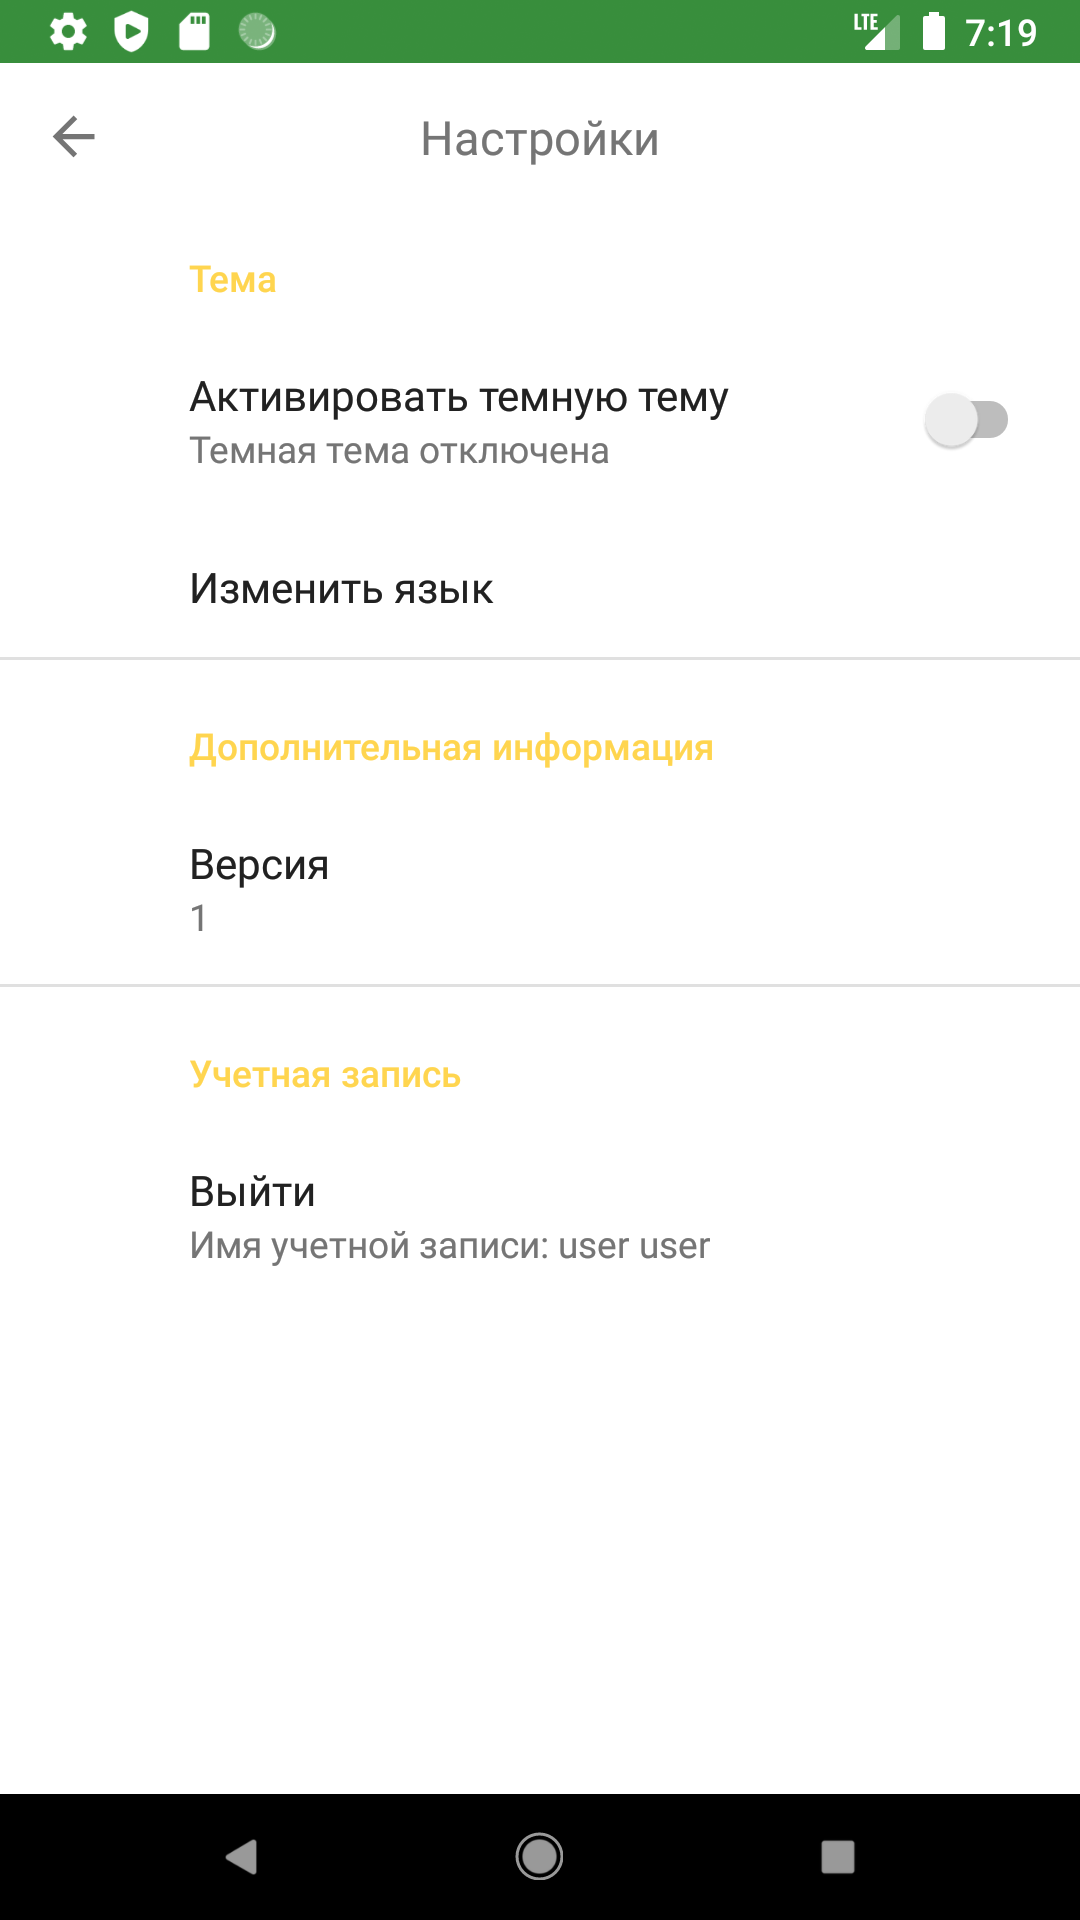 LTE 7:19
Настройки
Тема
Активировать темную тему
Темная тема отключена
Изменить язык
Дополнительная информация
Версия
1
Учетная запись
Выйти
Имя учетной записи: user user